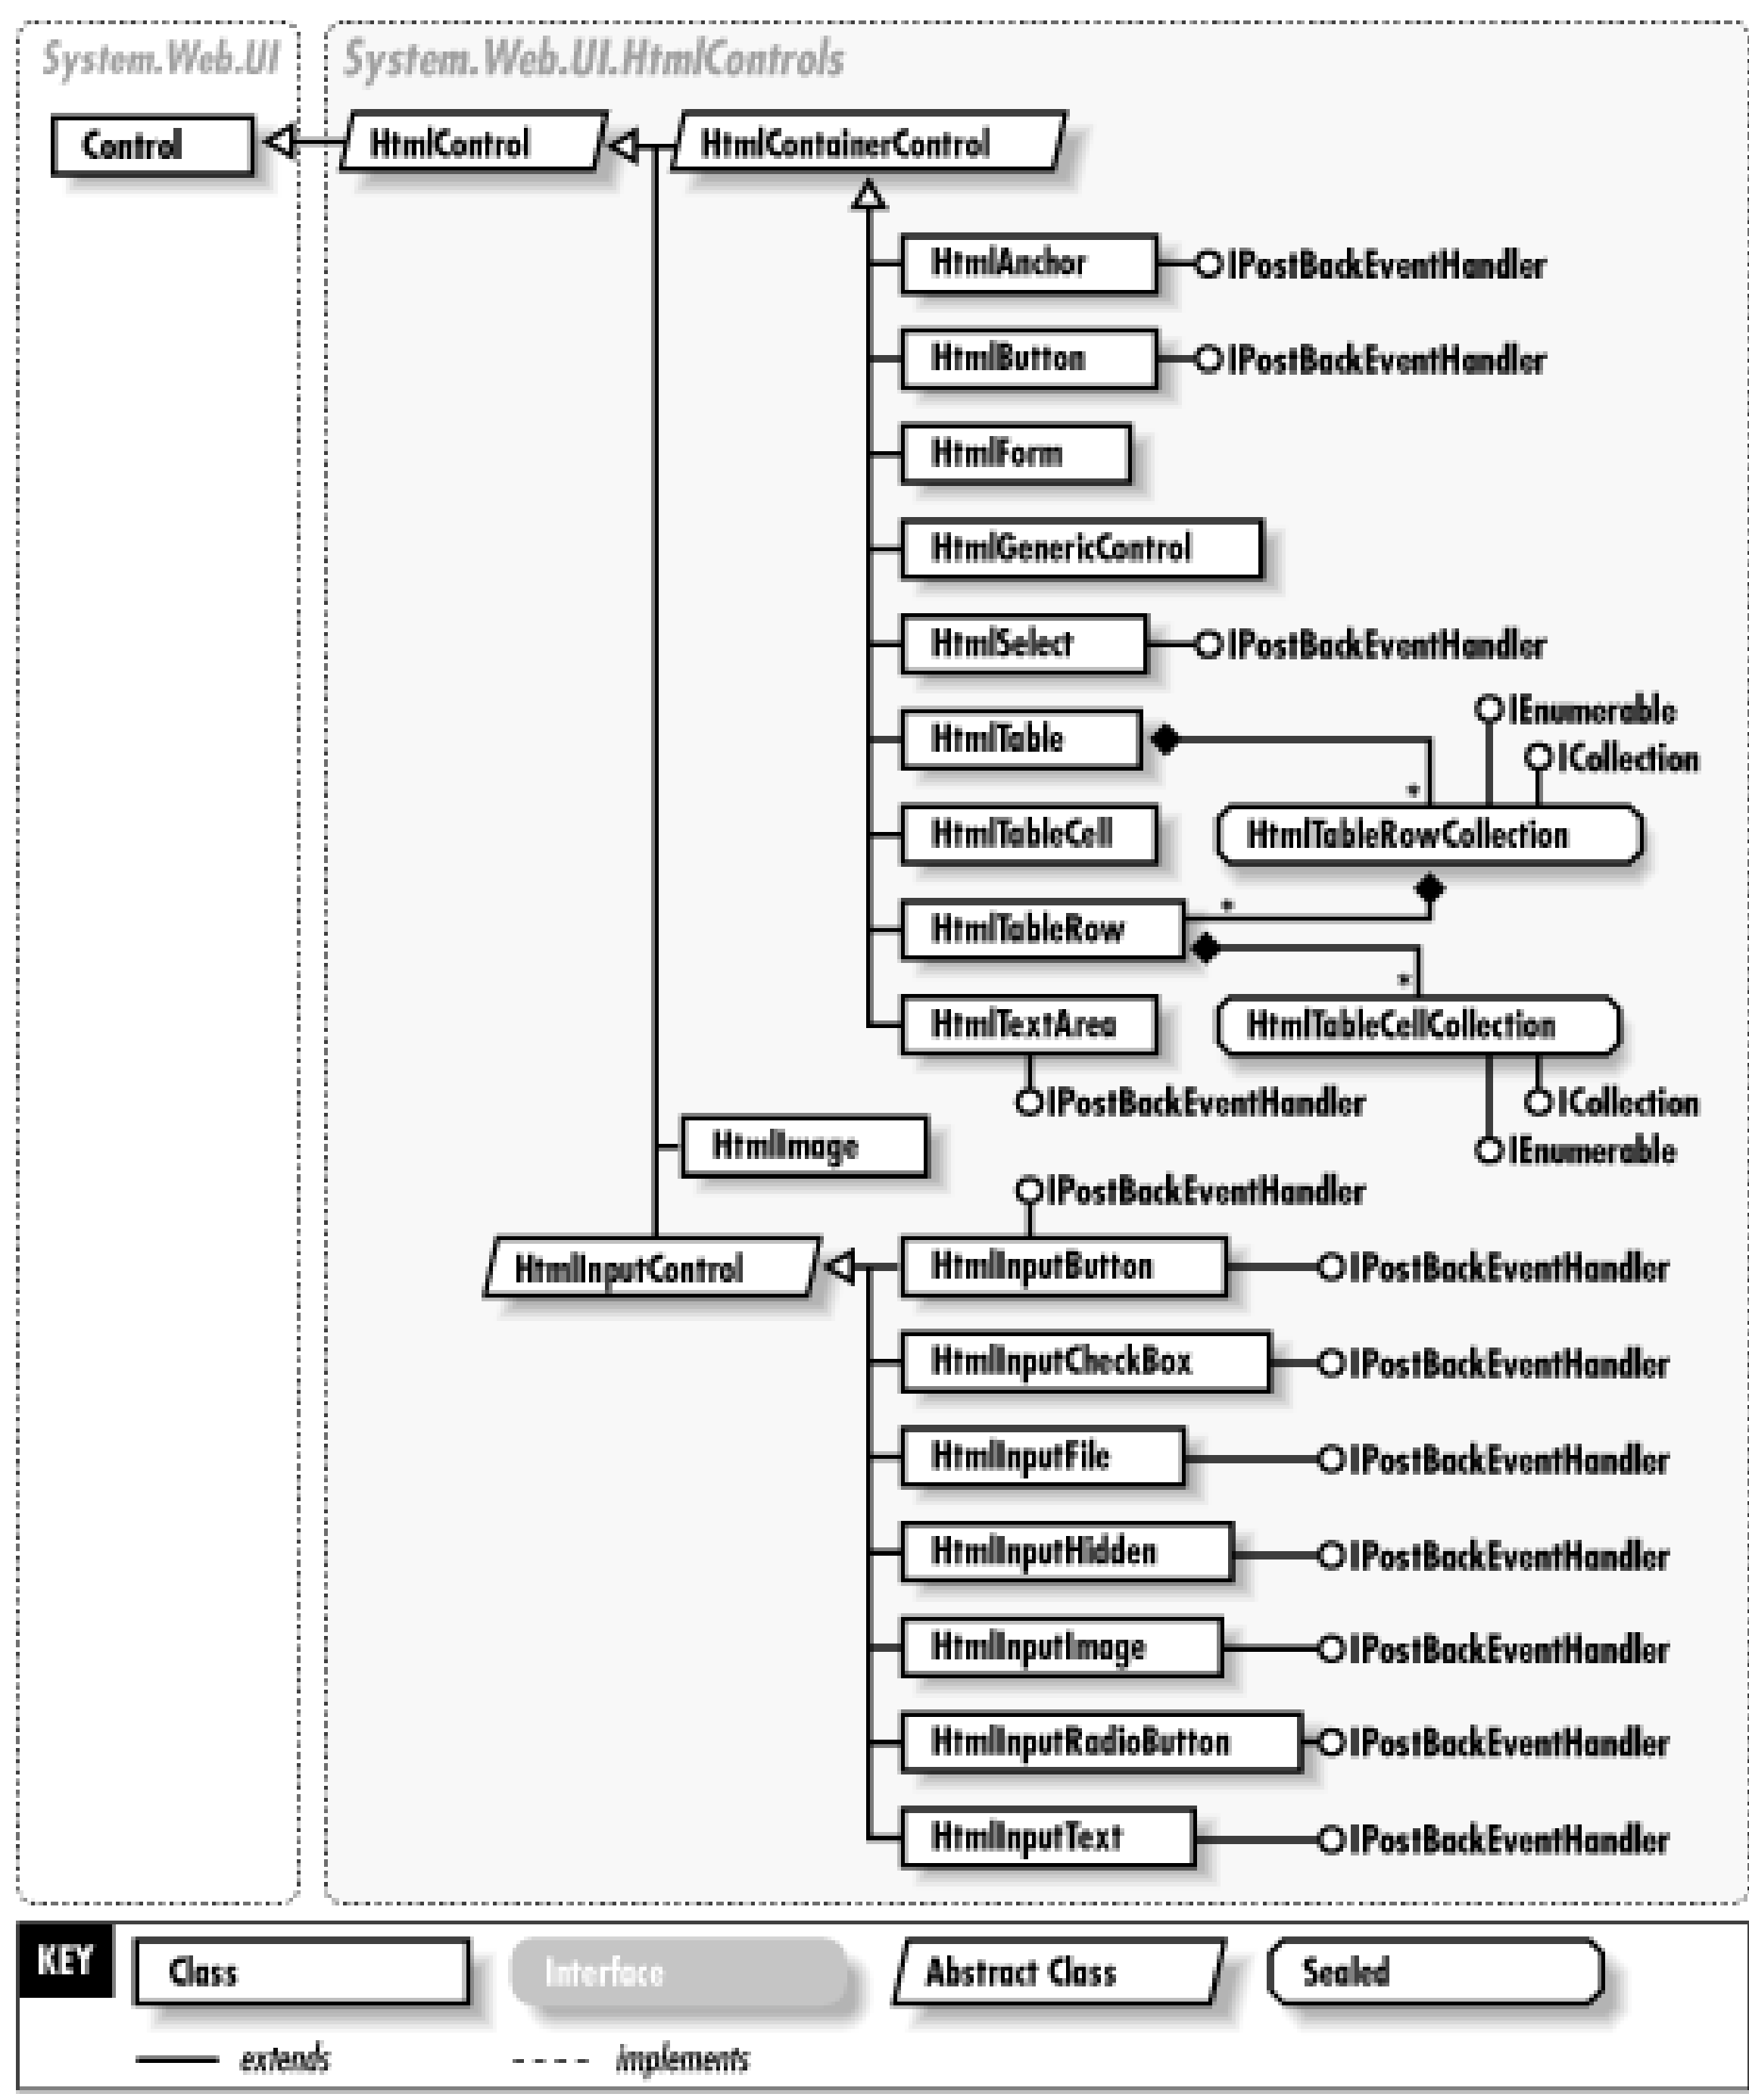 System.Web.UI
System.Web.UI.HtmlControls
Control
HtmlControl
HtmlContainerControl
HtmlAnchor
IPostBackEventHandler
HtmlButton
IPostBackEventHandler
HtmlForm
HtmlGenericControl
HtmlSelect
IPostBackEventHandler
IEnumerable
HtmlTable
ICollection
*
HtmlTableCell
HtmlTableRowCollection
*
HtmlTableRow
*
HtmlTextArea
HtmlTableCellCollection
IPostBackEventHandler
ICollection
HtmlImage
IEnumerable
IPostBackEventHandler
HtmlInputControl
HtmlInputButton
IPostBackEventHandler
HtmlInputCheckBox
IPostBackEventHandler
HtmlInputFile
IPostBackEventHandler
HtmlInputHidden
IPostBackEventHandler
HtmlInputImage
IPostBackEventHandler
HtmlInputRadioButton
IPostBackEventHandler
HtmlInputText
IPostBackEventHandler
KEY
Class
Interface
Abstract Class
Sealed
extends
implements